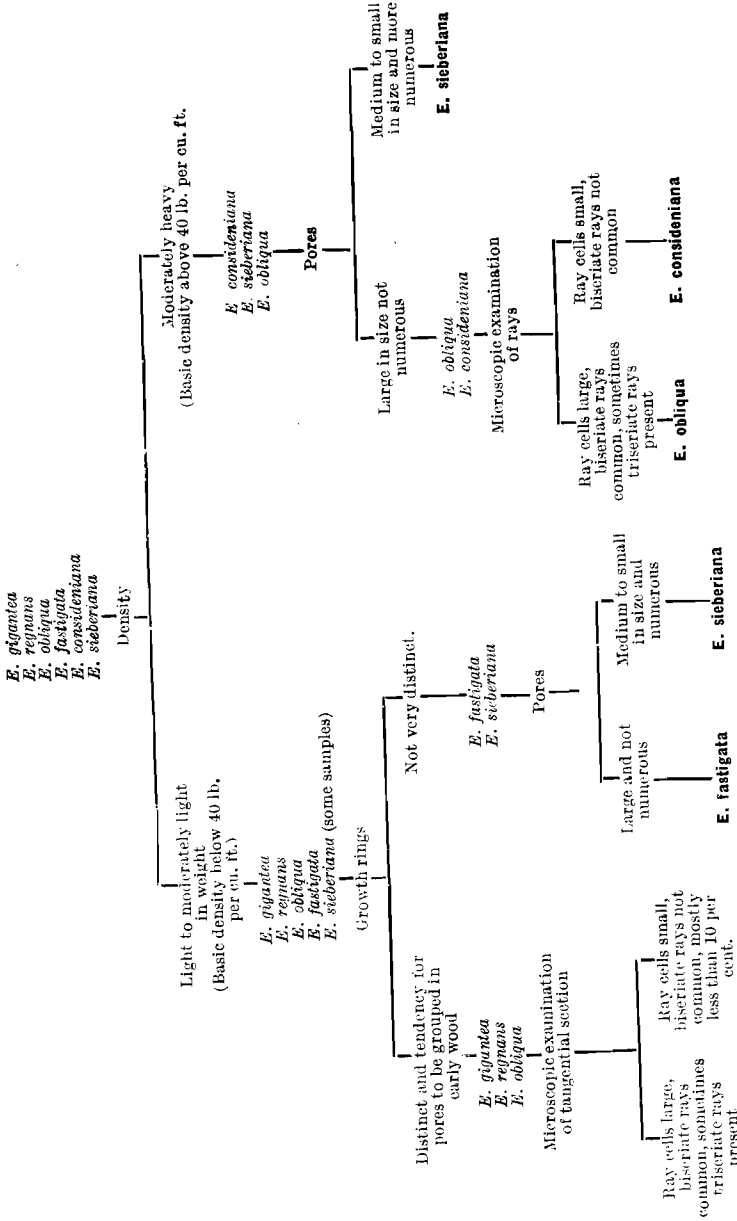 E. gigantea
E. regnans
E. obliqua
E. fastigata
E. consideniana
E. sieberiana
Density
Light to moderately light
in weight
(Basic density below 40 lb.
per cu. ft.)
E. gigantea
E. regnans
E. obliqua
E. fastigata
E. sieberiana (some samples)
Growth rings
Distinct and tendency for
pores to be grouped in
early wood
E. gigantea
E. regnans
E. obliqua
Microscopic examination
of tangential section
Ray cells large,
biseriate rays
common, sometimes
triseriate rays
present
Ray cells small,
biseriate rays not
common, mostly
less than 10 per
cent.
Not very distinct.
E. fastigata
E. sieberiana
Pores
Large and not
numerous
E. fastigata
Medium to small
in size and
numerous
E. sieberiana
Moderately heavy
(Basic density above 40 lb. per cu. ft.
E consideniana
E. sieberiana
E. obliqua
Pores
Large in size not
numerous
E. obliqua
E. consideniana
Microscopic examination
of rays
Ray cells large,
biseriate rays
common, sometimes
triseriate rays
present
E. obliqua
Ray cells small,
biseriate rays not
common
E. consideniana
Medium to small
in size and more
numerous
E. sieberiana